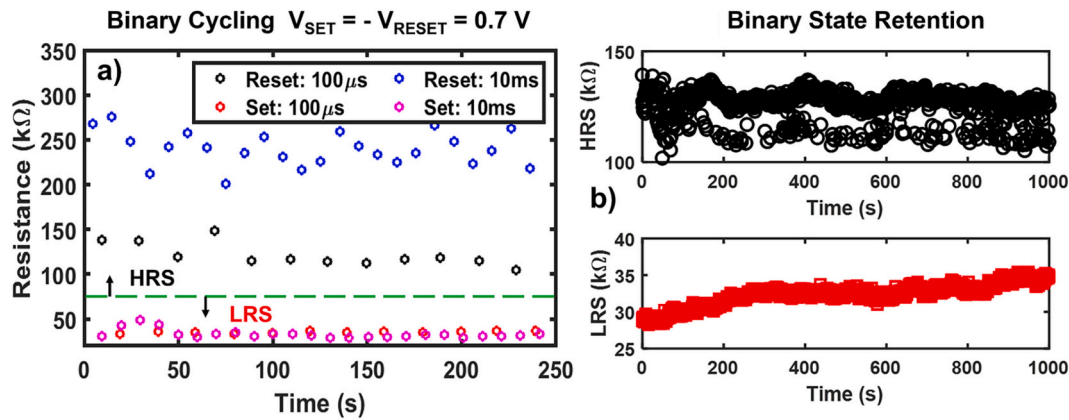 Binary Cycling V_SET = - V_RESET = 0.7 V
a)
Reset: 100μs
Reset: 10ms
Set: 100μs
Set: 10ms
350
300
250
200
150
100
50
HRS
LRS
Resistance (kΩ)
0 50 100 150 200 250
Time (s)
Binary State Retention
150
100
HRS (kΩ)
0 200 400 600 800 1000
Time (s)
b)
40
35
30
25
LRS (kΩ)
0 200 400 600 800 1000
Time (s)